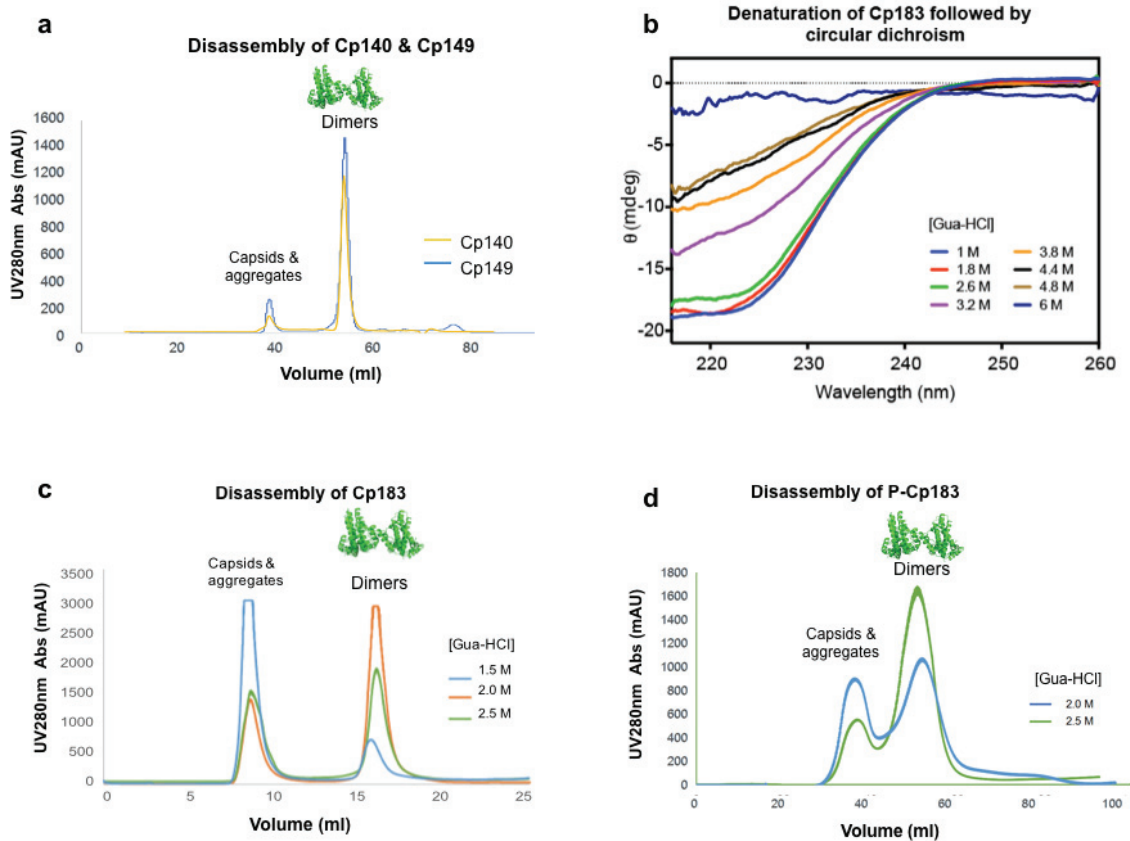 a
Disassembly of Cp140 & Cp149
Dimers
Capsids &
aggregates
Cp140
Cp149
UV280nm Abs (mAU)
1600
1400
1200
1000
800
600
400
200
0
0
20
40
60
80
Volume (ml)
b
Denaturation of Cp183 followed by
circular dichroism
θ (mdeg)
0
-5
-10
-15
-20
[Gua-HCl]
1 M
1.8 M
2.6 M
3.2 M
3.8 M
4.4 M
4.8 M
6 M
220
230
240
250
260
Wavelength (nm)
c
Disassembly of Cp183
Capsids &
aggregates
Dimers
[Gua-HCl]
1.5 M
2.0 M
2.5 M
UV280nm Abs (mAU)
3500
3000
2500
2000
1500
1000
500
0
0
5
10
15
20
25
Volume (ml)
d
Disassembly of P-Cp183
Dimers
Capsids &
aggregates
[Gua-HCl]
2.0 M
2.5 M
UV280nm Abs (mAU)
1800
1600
1400
1200
1000
800
600
400
200
0
0
20
40
60
80
100
Volume (ml)